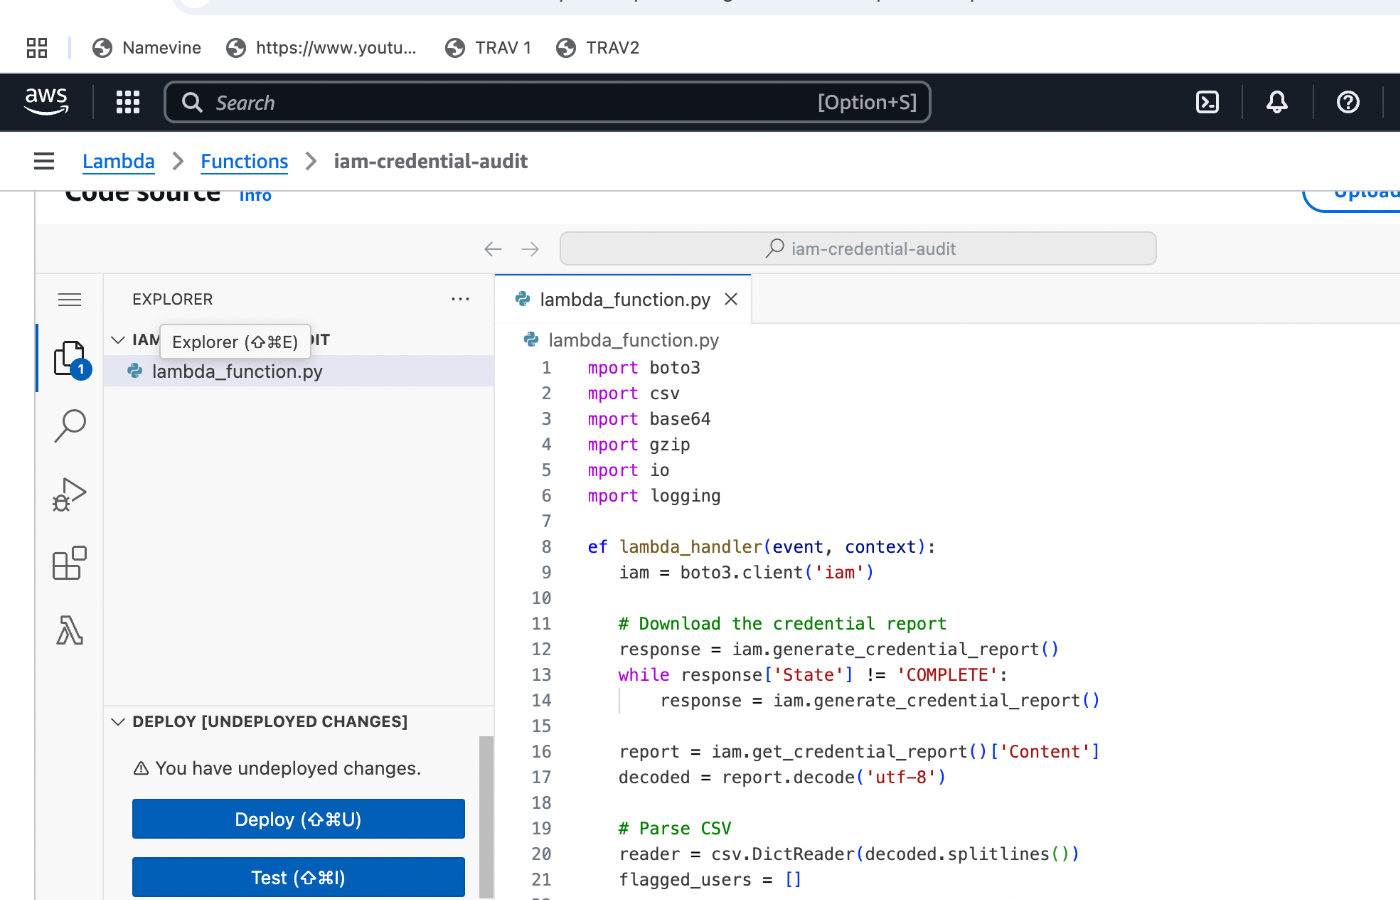 Namevine
https://www.youtu...
TRAV 1
TRAV2
aws
Search
[Option+S]
Lambda
Functions
iam-credential-audit
Code source
Info
Upload
iam-credential-audit
EXPLORER
lambda_function.py
IAM
DIT
Explorer (⇧⌘E)
1
lambda_function.py
lambda_function.py
1 mport boto3
2 mport csv
3 mport base64
4 mport gzip
5 mport io
6 mport logging
7
8 ef lambda_handler(event, context):
9 iam = boto3.client('iam')
10
11 # Download the credential report
12 response = iam.generate_credential_report()
13 while response['State'] != 'COMPLETE':
14 response = iam.generate_credential_report()
15
16 report = iam.get_credential_report()['Content']
17 decoded = report.decode('utf-8')
18
19 # Parse CSV
20 reader = csv.DictReader(decoded.splitlines())
21 flagged_users = []
DEPLOY [UNDEPLOYED CHANGES]
You have undeployed changes.
Deploy (⇧⌘U)
Test (⇧⌘I)